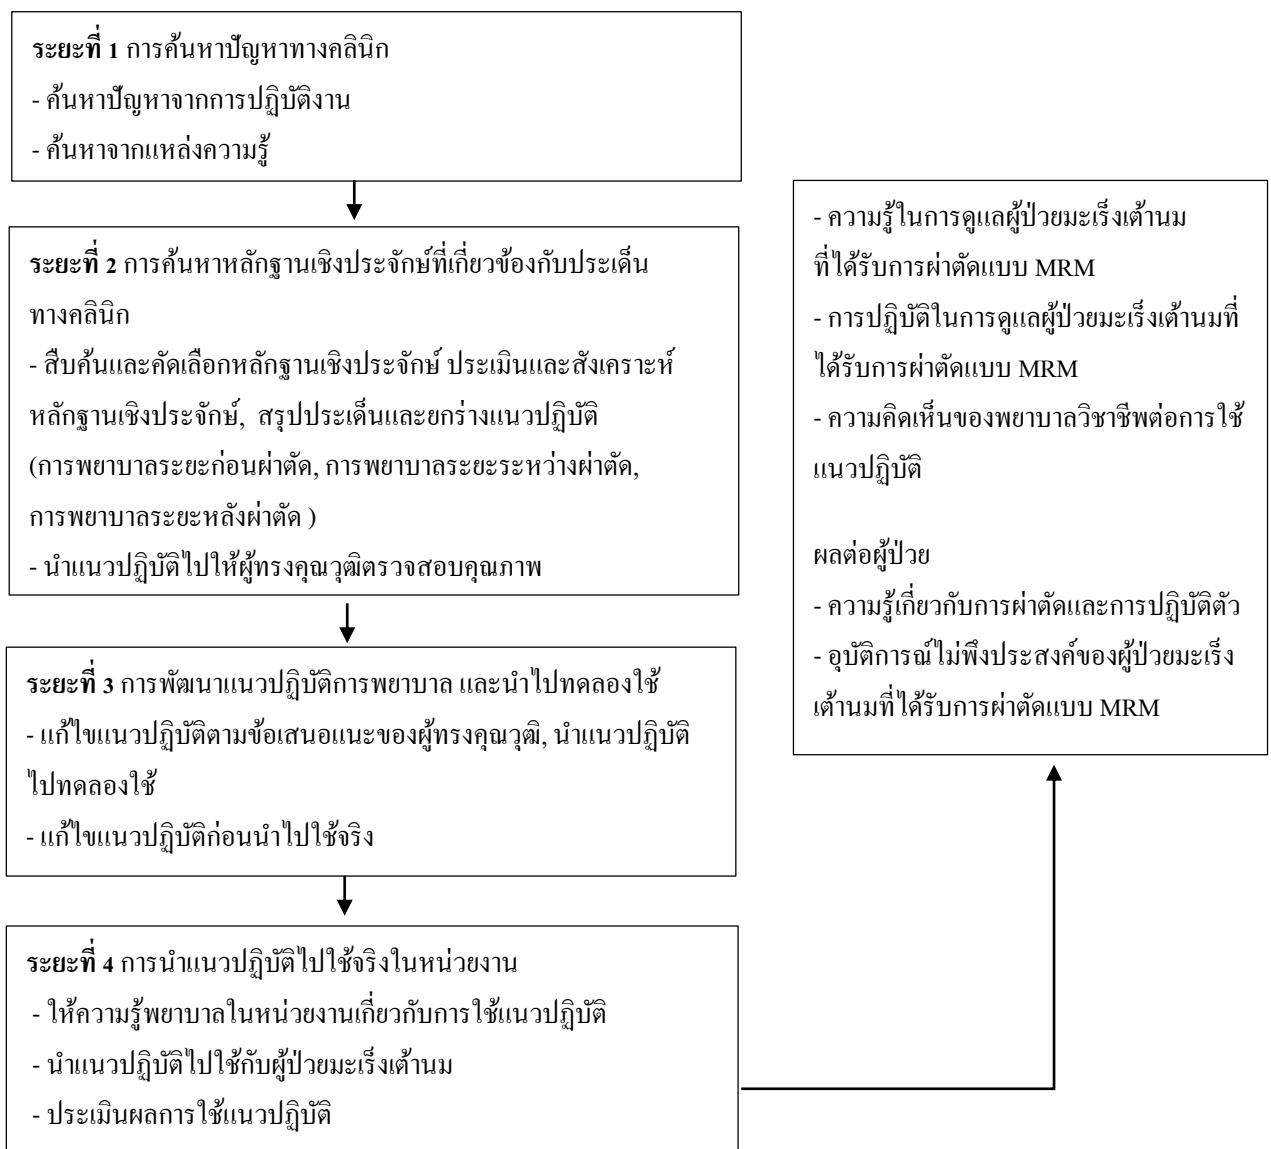 ระยะที่ 1 การค้นหาปัญหาทางคลินิก
- ค้นหาปัญหาจากการปฏิบัติงาน
- ค้นหาจากแหล่งความรู้
ระยะที่ 2 การค้นหาหลักฐานเชิงประจักษ์ที่เกี่ยวข้องกับประเด็น
ทางคลินิก
- สืบค้นและคัดเลือกหลักฐานเชิงประจักษ์ ประเมินและสังเคราะห์
หลักฐานเชิงประจักษ์, สรุปประเด็นและยกร่างแนวปฏิบัติ
(การพยาบาลระยะก่อนผ่าตัด, การพยาบาลระยะระหว่างผ่าตัด,
การพยาบาลระยะหลังผ่าตัด )
- นำแนวปฏิบัติไปให้ผู้ทรงคุณวุฒิตรวจสอบคุณภาพ
ระยะที่ 3 การพัฒนาแนวปฏิบัติการพยาบาล และนำไปทดลองใช้
- แก้ไขแนวปฏิบัติตามข้อเสนอแนะของผู้ทรงคุณวุฒิ, นำแนวปฏิบัติ
ไปทดลองใช้
- แก้ไขแนวปฏิบัติก่อนนำไปใช้จริง
ระยะที่ 4 การนำแนวปฏิบัติไปใช้จริงในหน่วยงาน
- ให้ความรู้พยาบาลในหน่วยงานเกี่ยวกับการใช้แนวปฏิบัติ
- นำแนวปฏิบัติไปใช้กับผู้ป่วยมะเร็งเต้านม
- ประเมินผลการใช้แนวปฏิบัติ
- ความรู้ในการดูแลผู้ป่วยมะเร็งเต้านม
ที่ได้รับการผ่าตัดแบบ MRM
- การปฏิบัติในการดูแลผู้ป่วยมะเร็งเต้านมที่
ได้รับการผ่าตัดแบบ MRM
- ความคิดเห็นของพยาบาลวิชาชีพต่อการใช้
แนวปฏิบัติ
ผลต่อผู้ป่วย
- ความรู้เกี่ยวกับการผ่าตัดและการปฏิบัติตัว
- อุบัติการณ์ไม่พึงประสงค์ของผู้ป่วยมะเร็ง
เต้านมที่ได้รับการผ่าตัดแบบ MRM